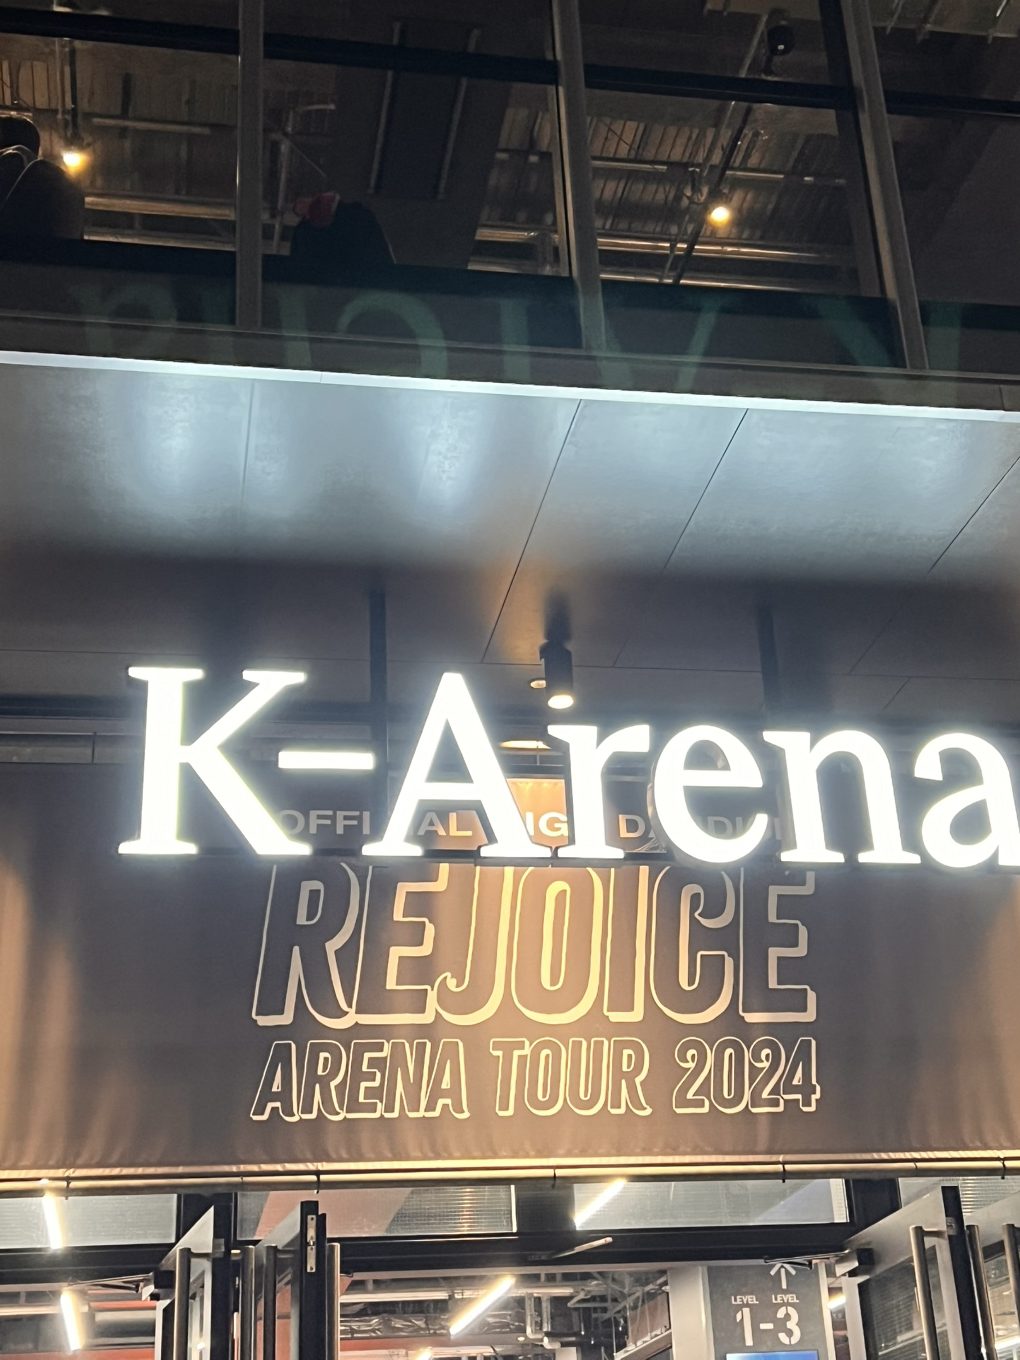 K-Arena
REJOICE
ARENA TOUR 2024
LEVEL LEVEL
1-3